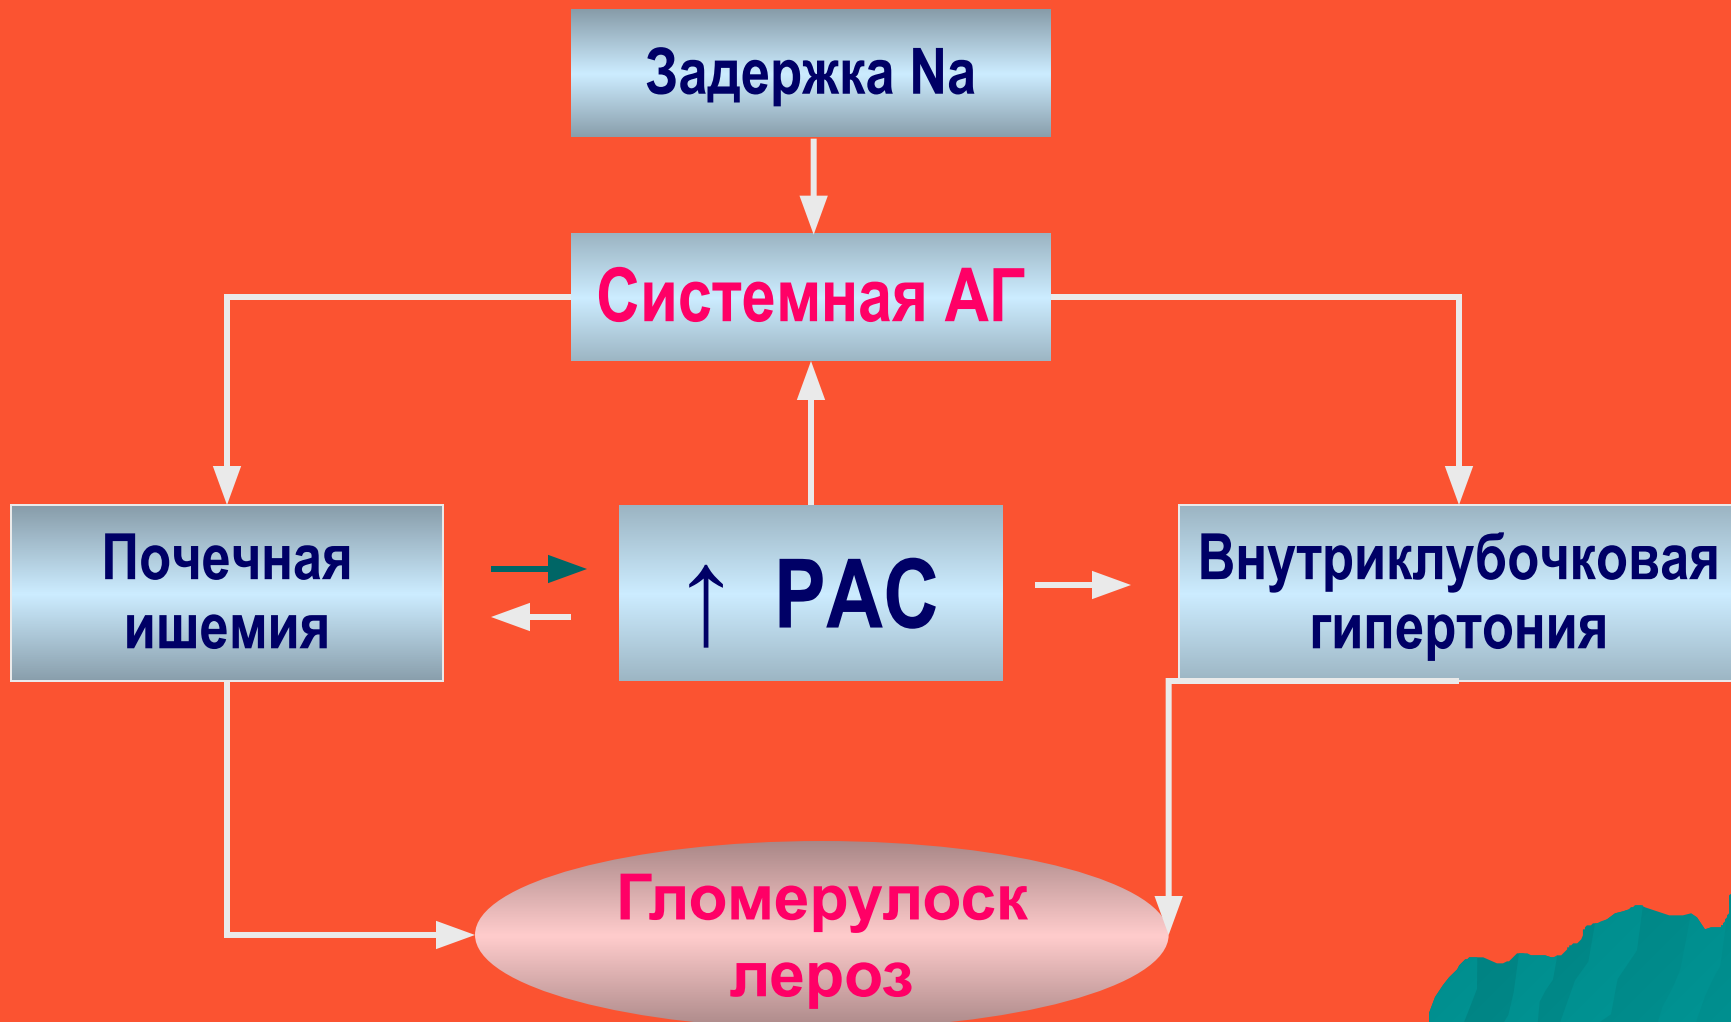 Задержка Na
Системная АГ
Почечная
ишемия
↑ РАС
Внутриклубочковая
гипертония
Гломерулоск
лероз